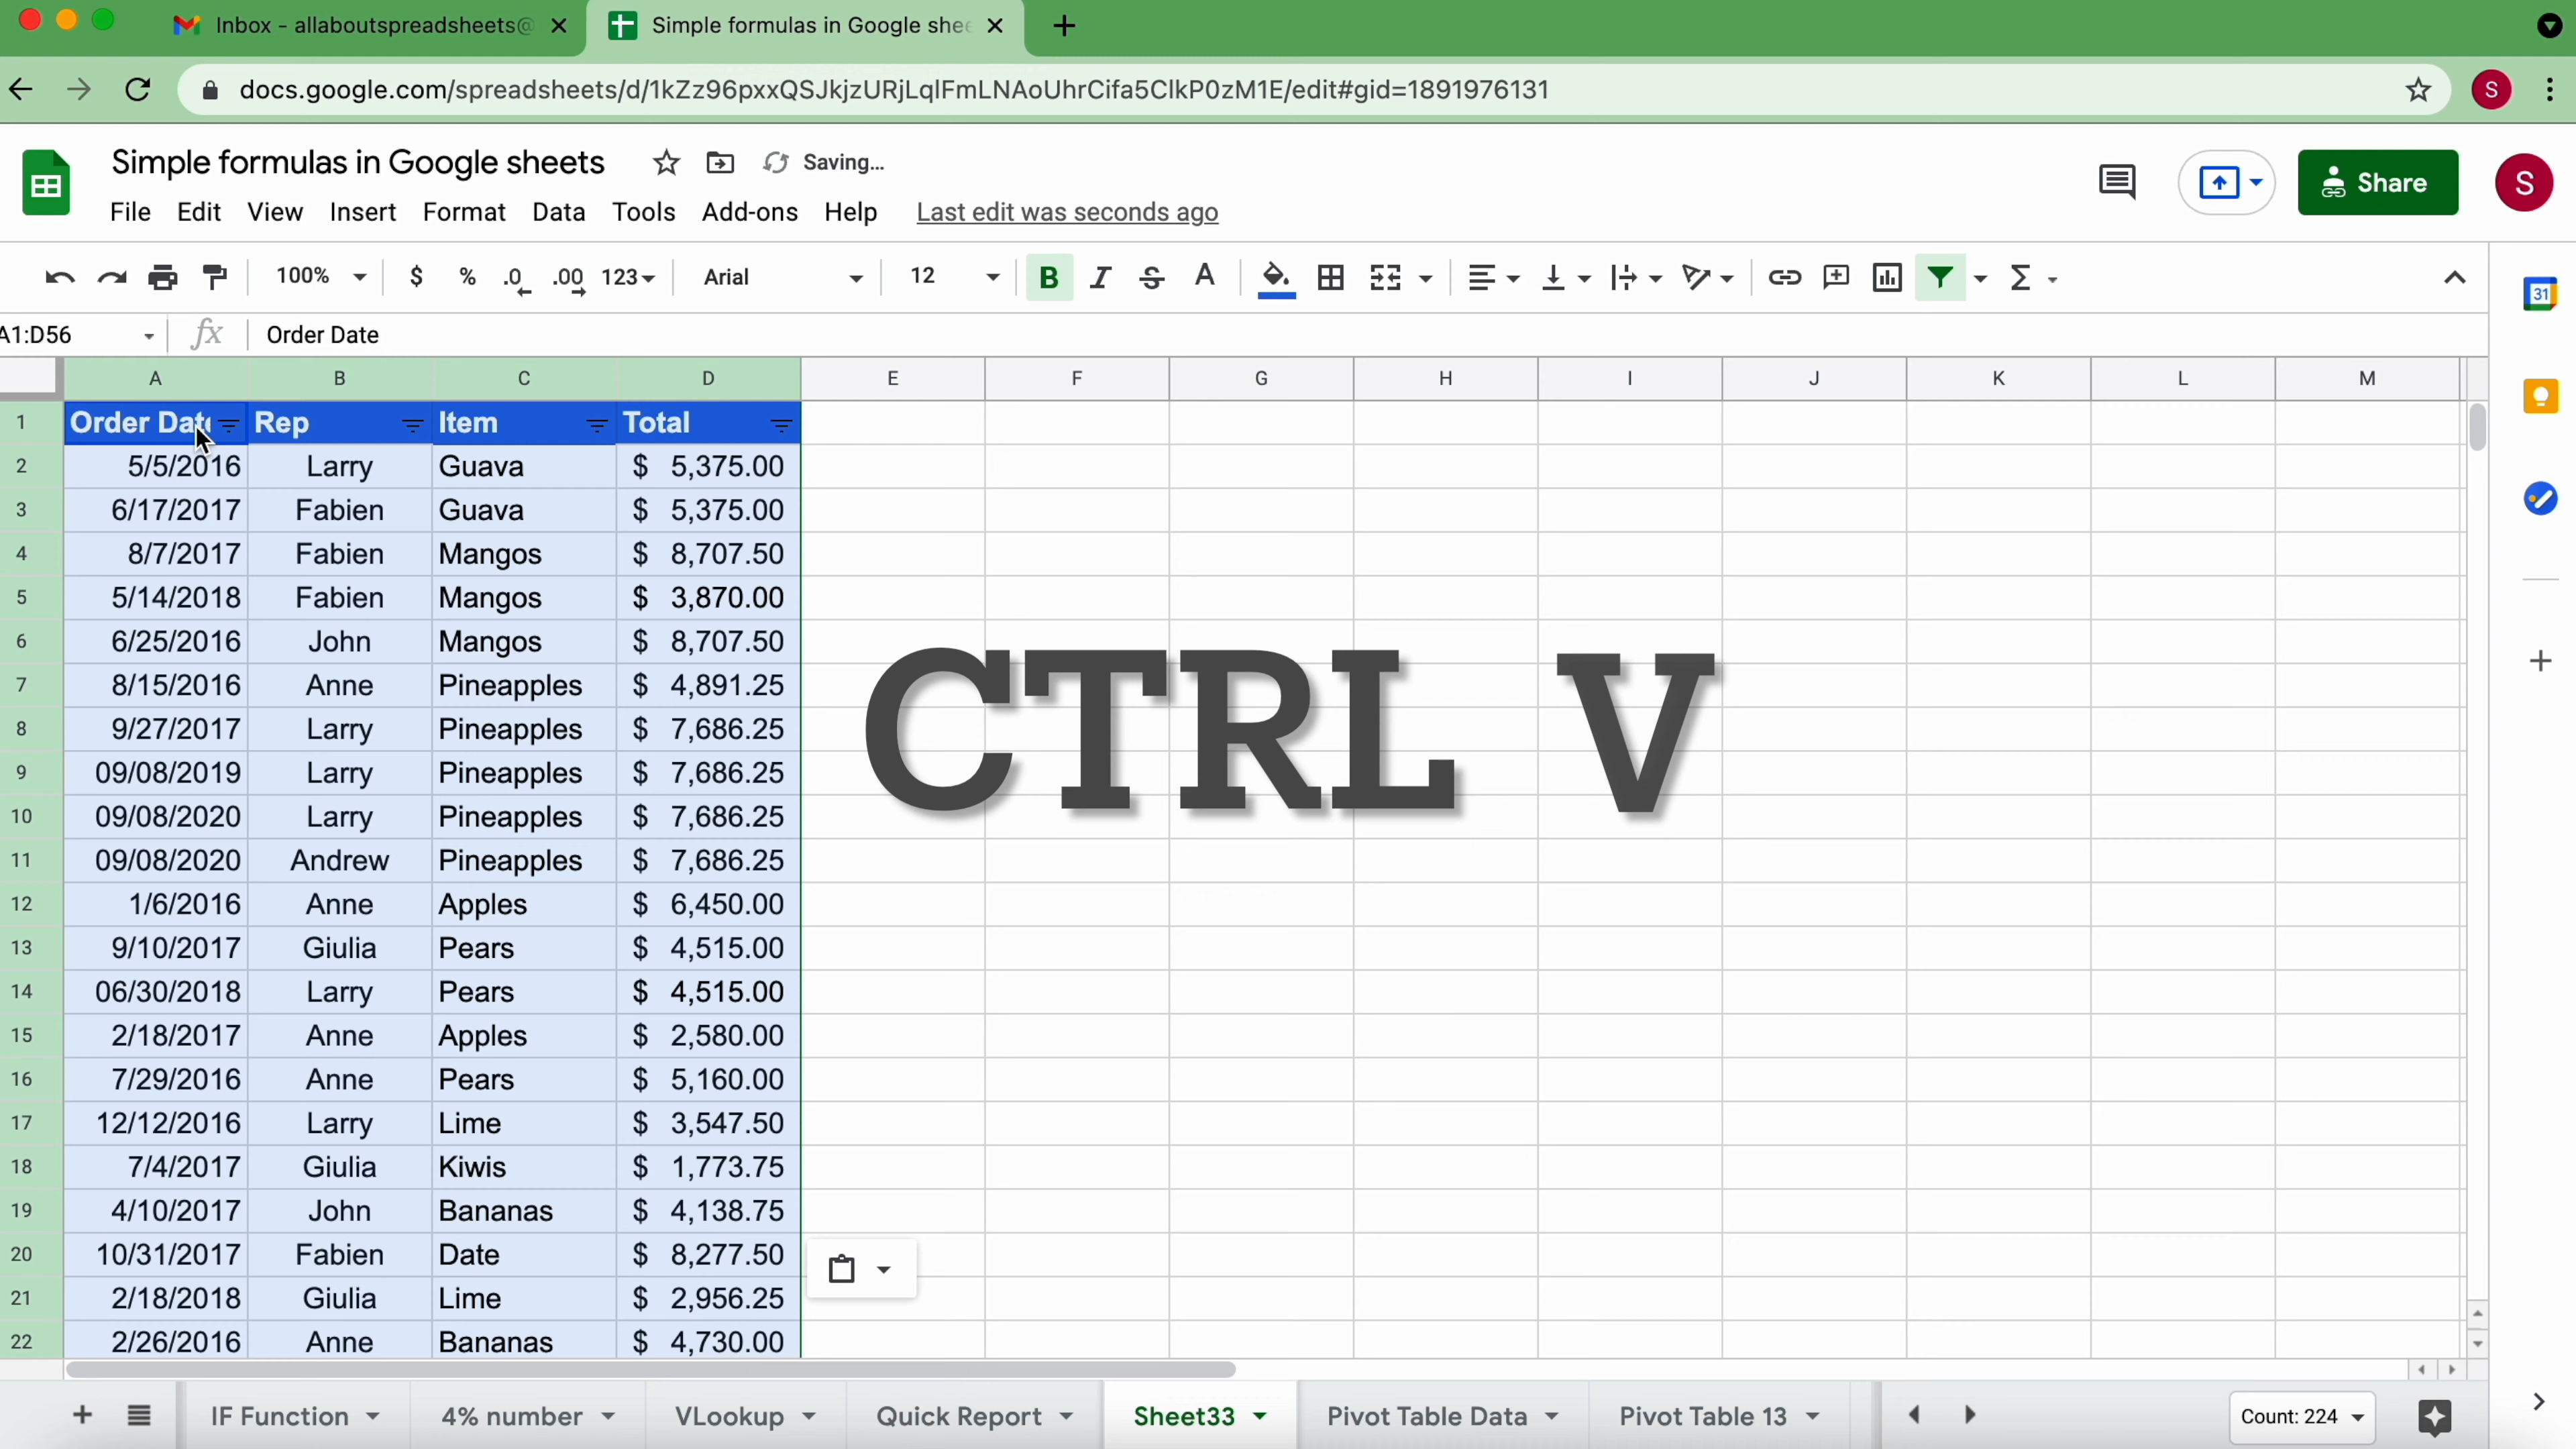 Inbox - allaboutspreadsheets@
Simple formulas in Google shee
docs.google.com/spreadsheets/d/1kZz96pxxQSJkjzURjLqlFmLNAoUhrCifa5ClkP0zM1E/edit#gid=1891976131
S
Simple formulas in Google sheets
Saving...
File Edit View Insert Format Data Tools Add-ons Help Last edit was seconds ago
Share
S
100% $ % .0 .00 123 Arial 12 B I S A Σ
31
A1:D56 fx Order Date
A B C D E F G H I J K L M
1 Order Date Rep Item Total
2 5/5/2016 Larry Guava $ 5,375.00
3 6/17/2017 Fabien Guava $ 5,375.00
4 8/7/2017 Fabien Mangos $ 8,707.50
5 5/14/2018 Fabien Mangos $ 3,870.00
6 6/25/2016 John Mangos $ 8,707.50
7 8/15/2016 Anne Pineapples $ 4,891.25
8 9/27/2017 Larry Pineapples $ 7,686.25
CTRL V
9 09/08/2019 Larry Pineapples $ 7,686.25
10 09/08/2020 Larry Pineapples $ 7,686.25
11 09/08/2020 Andrew Pineapples $ 7,686.25
12 1/6/2016 Anne Apples $ 6,450.00
13 9/10/2017 Giulia Pears $ 4,515.00
14 06/30/2018 Larry Pears $ 4,515.00
15 2/18/2017 Anne Apples $ 2,580.00
16 7/29/2016 Anne Pears $ 5,160.00
17 12/12/2016 Larry Lime $ 3,547.50
18 7/4/2017 Giulia Kiwis $ 1,773.75
19 4/10/2017 John Bananas $ 4,138.75
20 10/31/2017 Fabien Date $ 8,277.50
21 2/18/2018 Giulia Lime $ 2,956.25
22 2/26/2016 Anne Bananas $ 4,730.00
IF Function 4% number VLookup Quick Report Sheet33 Pivot Table Data Pivot Table 13 Count: 224